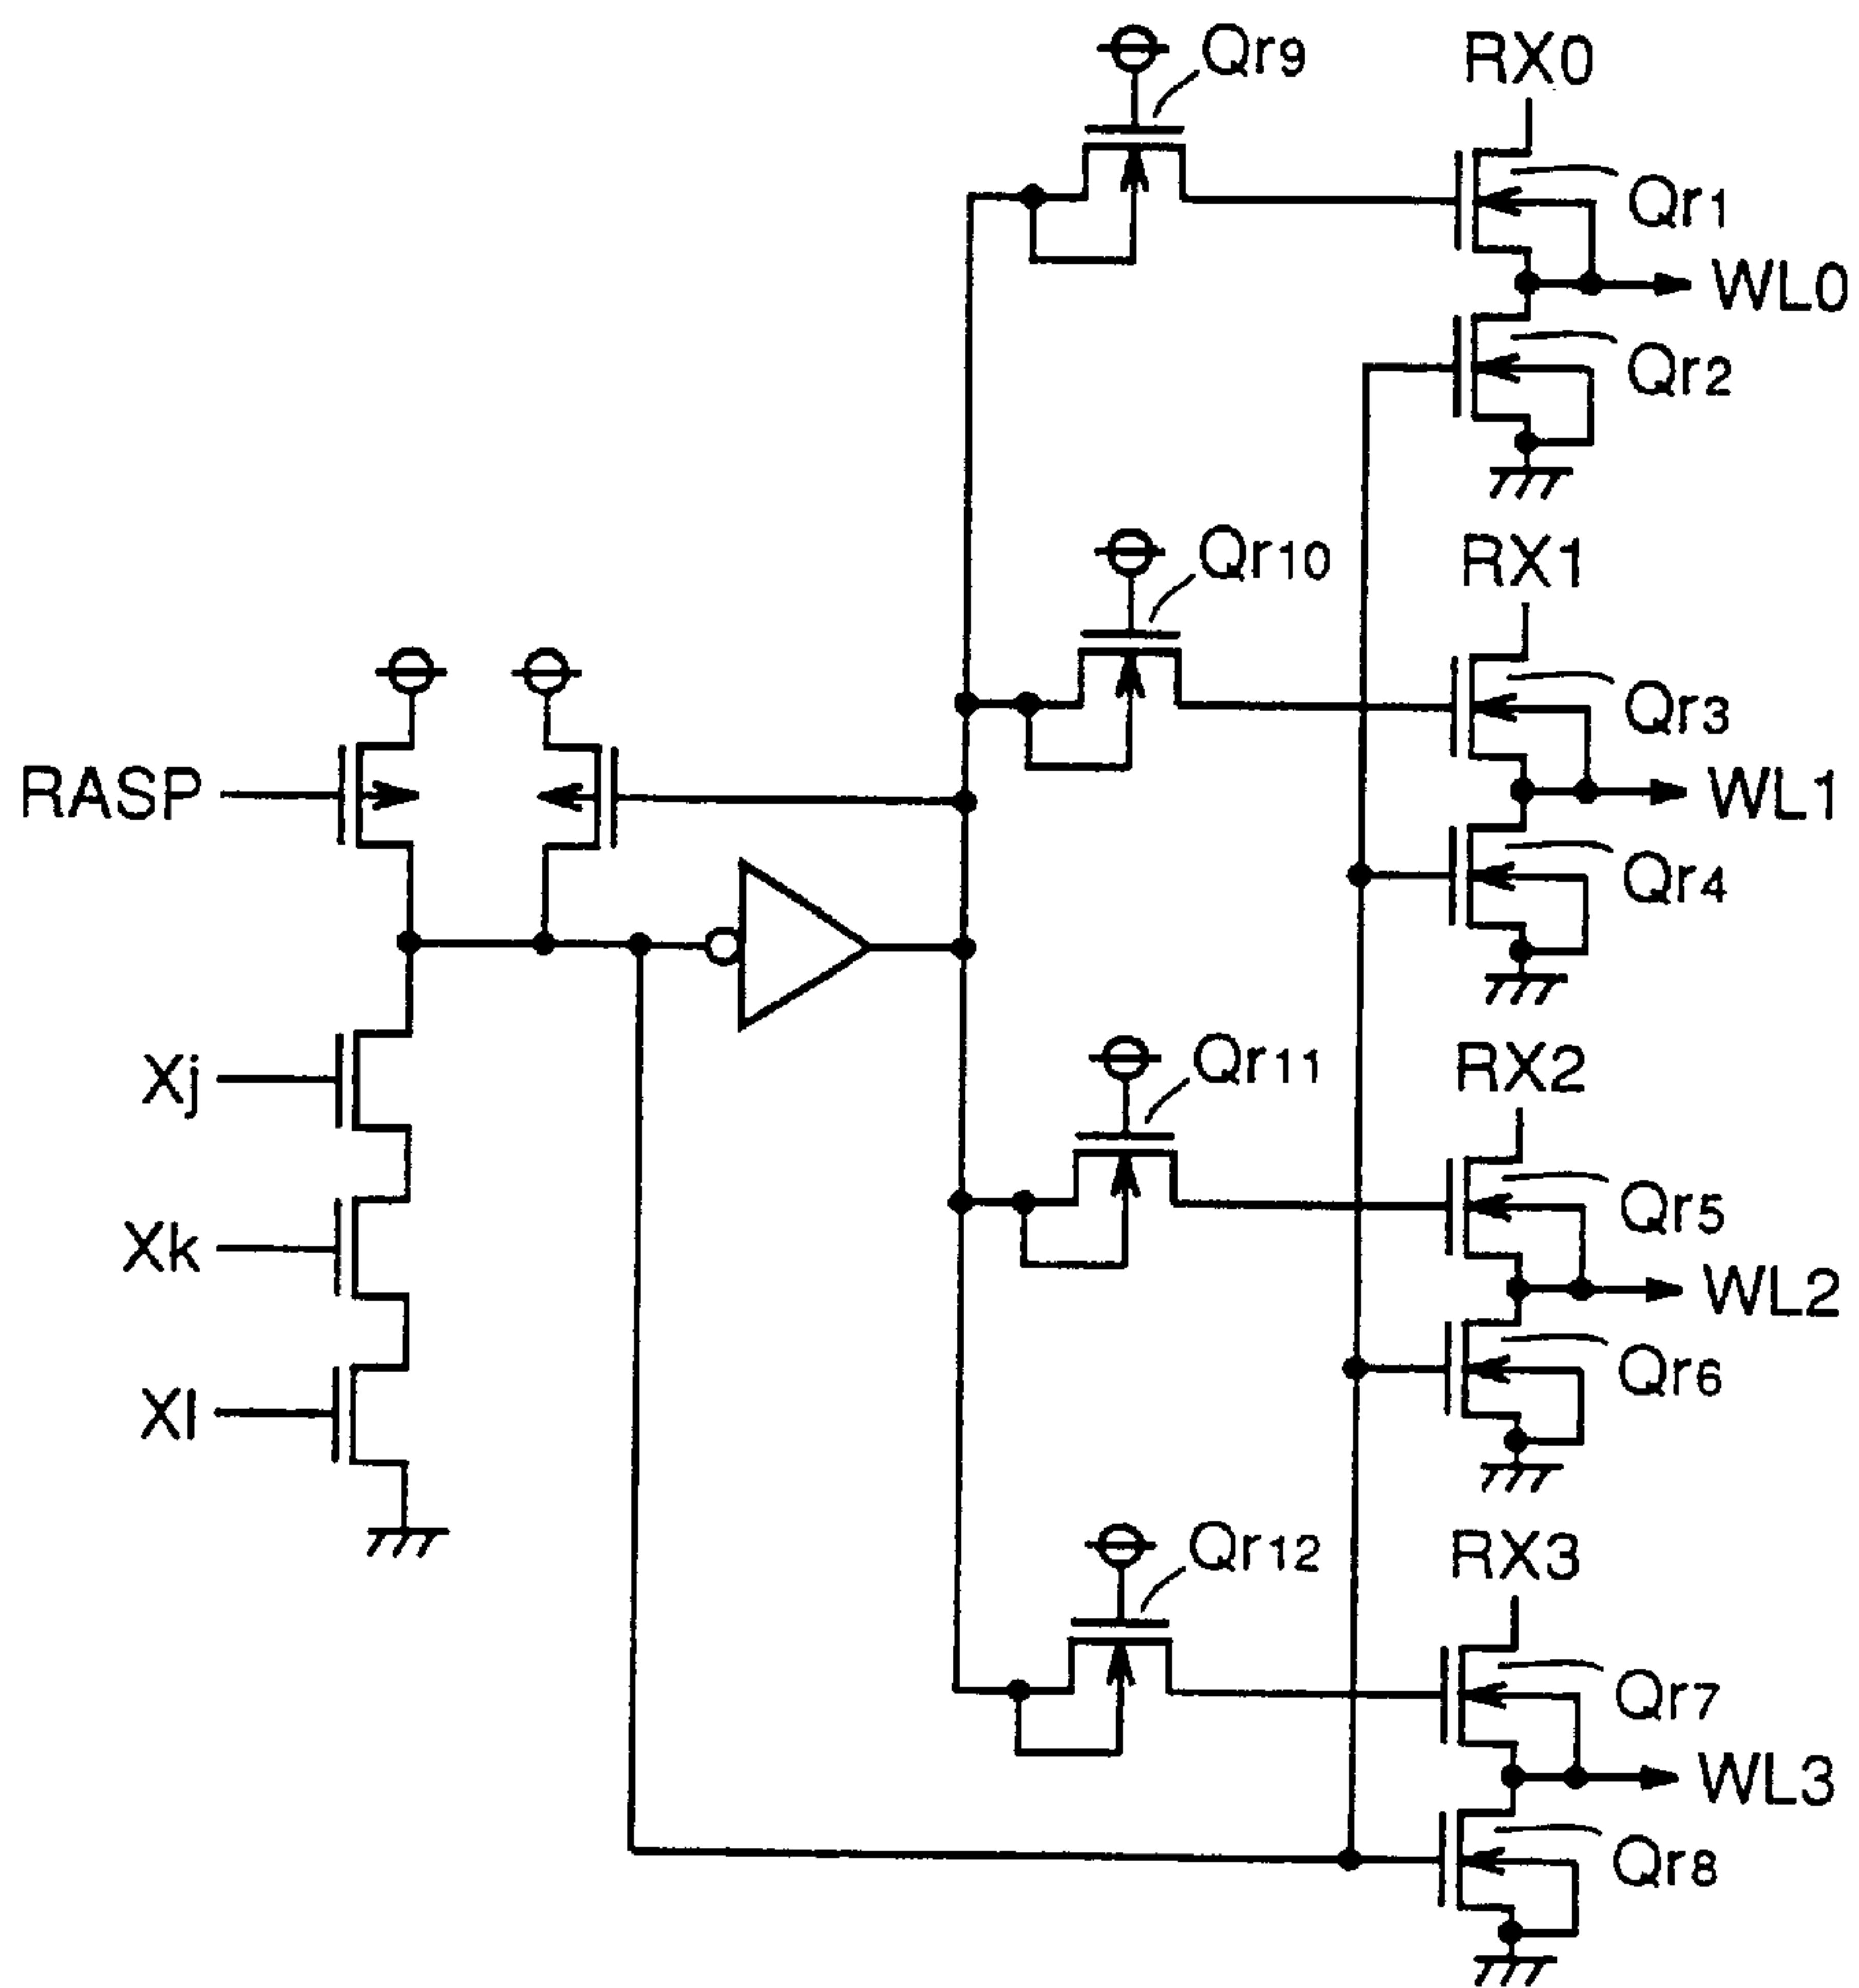 Qr9
RX0
Qr1
WL0
Qr2
Qr10
RX1
Qr3
RASP
WL1
Qr4
Xj
Qr11
RX2
Qr5
Xk
WL2
Qr6
Xl
Qr12
RX3
Qr7
WL3
Qr8